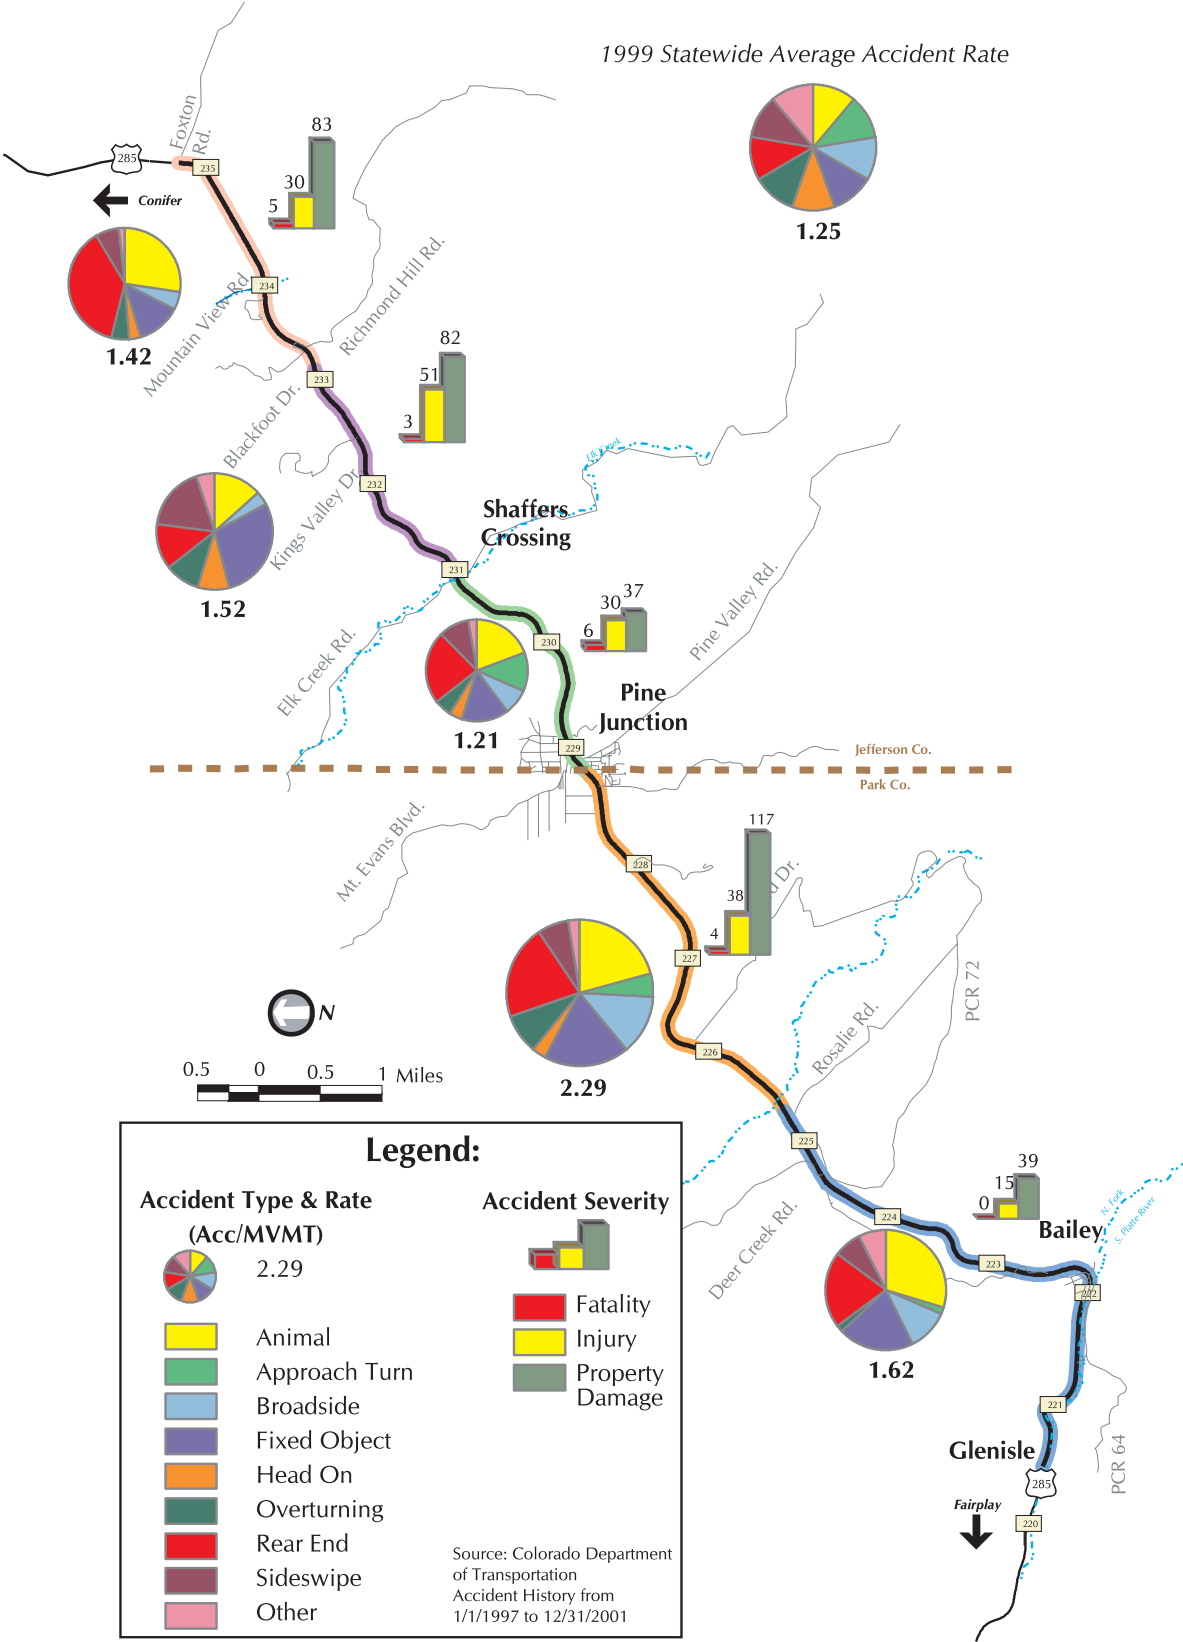 1999 Statewide Average Accident Rate
1.25
Foxton
Rd.
285
235
Conifer
83
30
5
1.42
234
Mountain View Rd.
Richmond Hill Rd.
233
82
51
3
Blackfoot Dr.
232
Kings Valley Dr.
1.52
Elk Creek
Shaffers
Crossing
231
Elk Creek Rd.
230
37
30
6
Pine Valley Rd.
1.21
Pine
Junction
229
Jefferson Co.
Park Co.
Mt. Evans Blvd.
228
117
38
4
d Dr.
227
2.29
226
PCR 72
Rosalie Rd.
N
0.5 0 0.5 1 Miles
225
Deer Creek Rd.
224
39
15
0
Bailey
N. Fork
S. Platte River
223
222
1.62
221
PCR 64
Glenisle
285
Fairplay
220
Legend:
Accident Type & Rate
(Acc/MVMT)
2.29
Animal
Approach Turn
Broadside
Fixed Object
Head On
Overturning
Rear End
Sideswipe
Other
Accident Severity
Fatality
Injury
Property
Damage
Source: Colorado Department
of Transportation
Accident History from
1/1/1997 to 12/31/2001